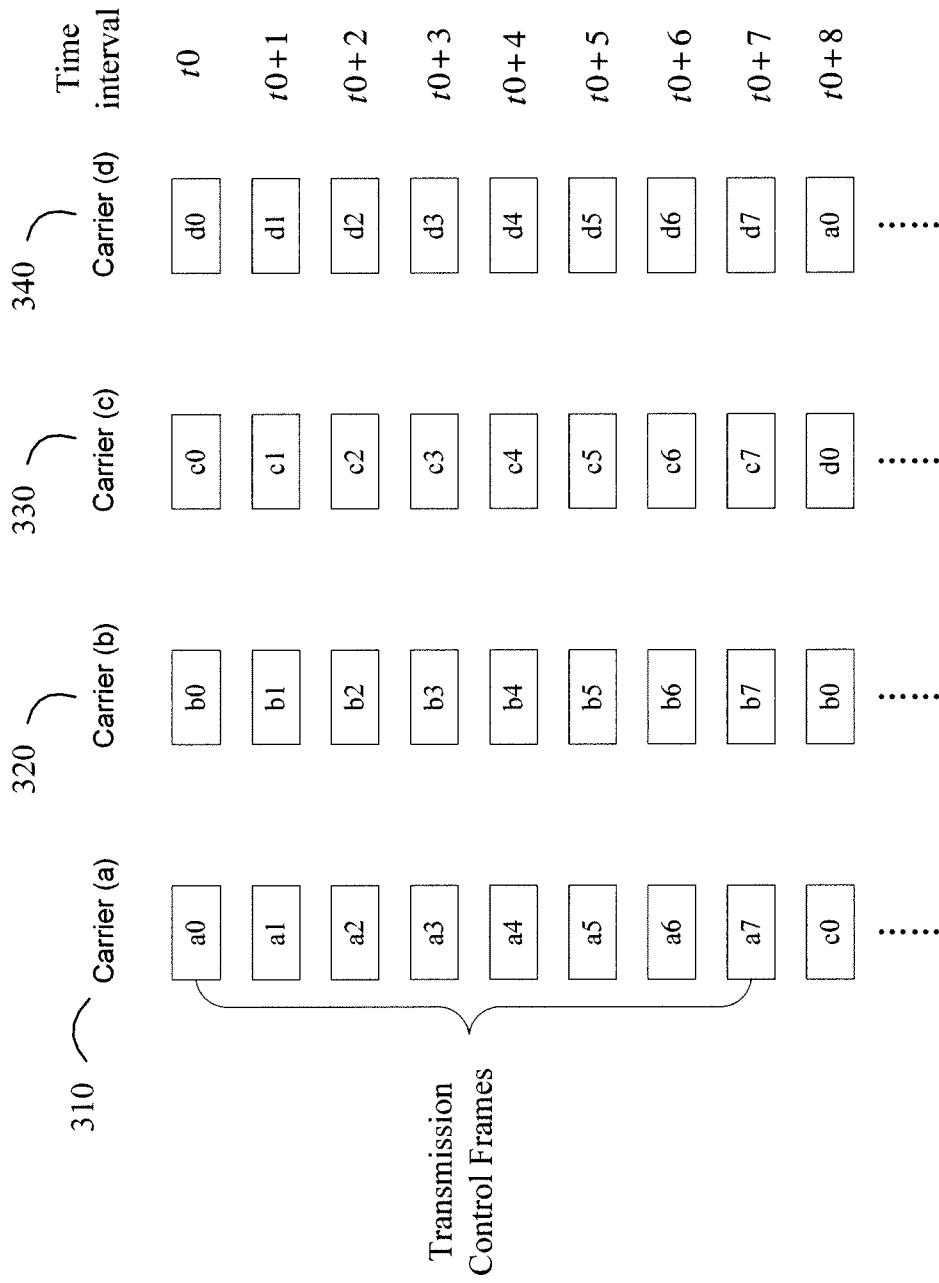 310
320
330
340
Carrier (a)
Carrier (b)
Carrier (c)
Carrier (d)
Time
interval
a0
b0
c0
d0
t0
a1
b1
c1
d1
t0+1
a2
b2
c2
d2
t0+2
a3
b3
c3
d3
t0+3
Transmission
Control Frames
a4
b4
c4
d4
t0+4
a5
b5
c5
d5
t0+5
a6
b6
c6
d6
t0+6
a7
b7
c7
d7
t0+7
c0
b0
d0
a0
t0+8
......
......
......
......